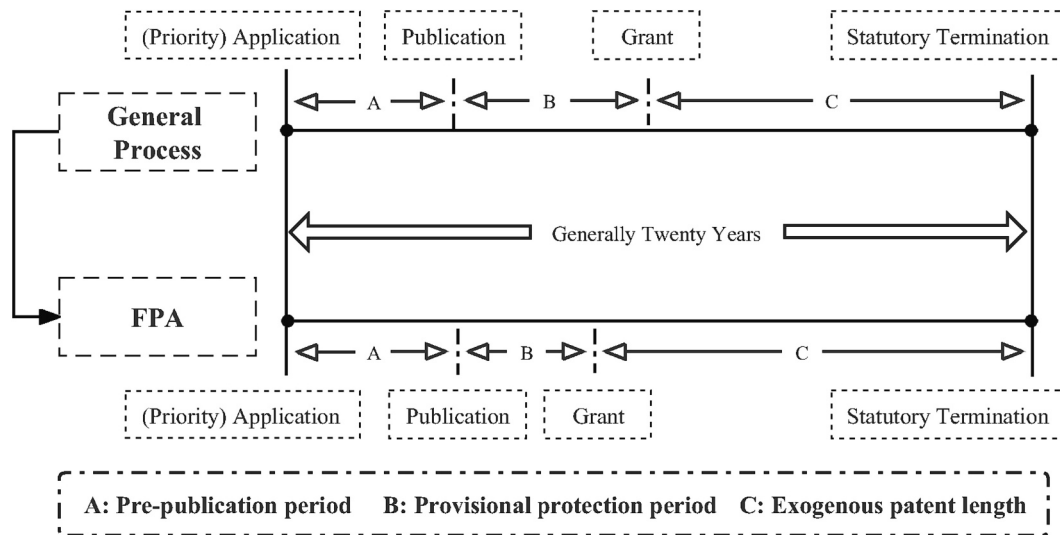 (Priority) Application Publication Grant Statutory Termination
A B C
General
Process
Generally Twenty Years
FPA
A B C
(Priority) Application Publication Grant Statutory Termination
A: Pre-publication period B: Provisional protection period C: Exogenous patent length